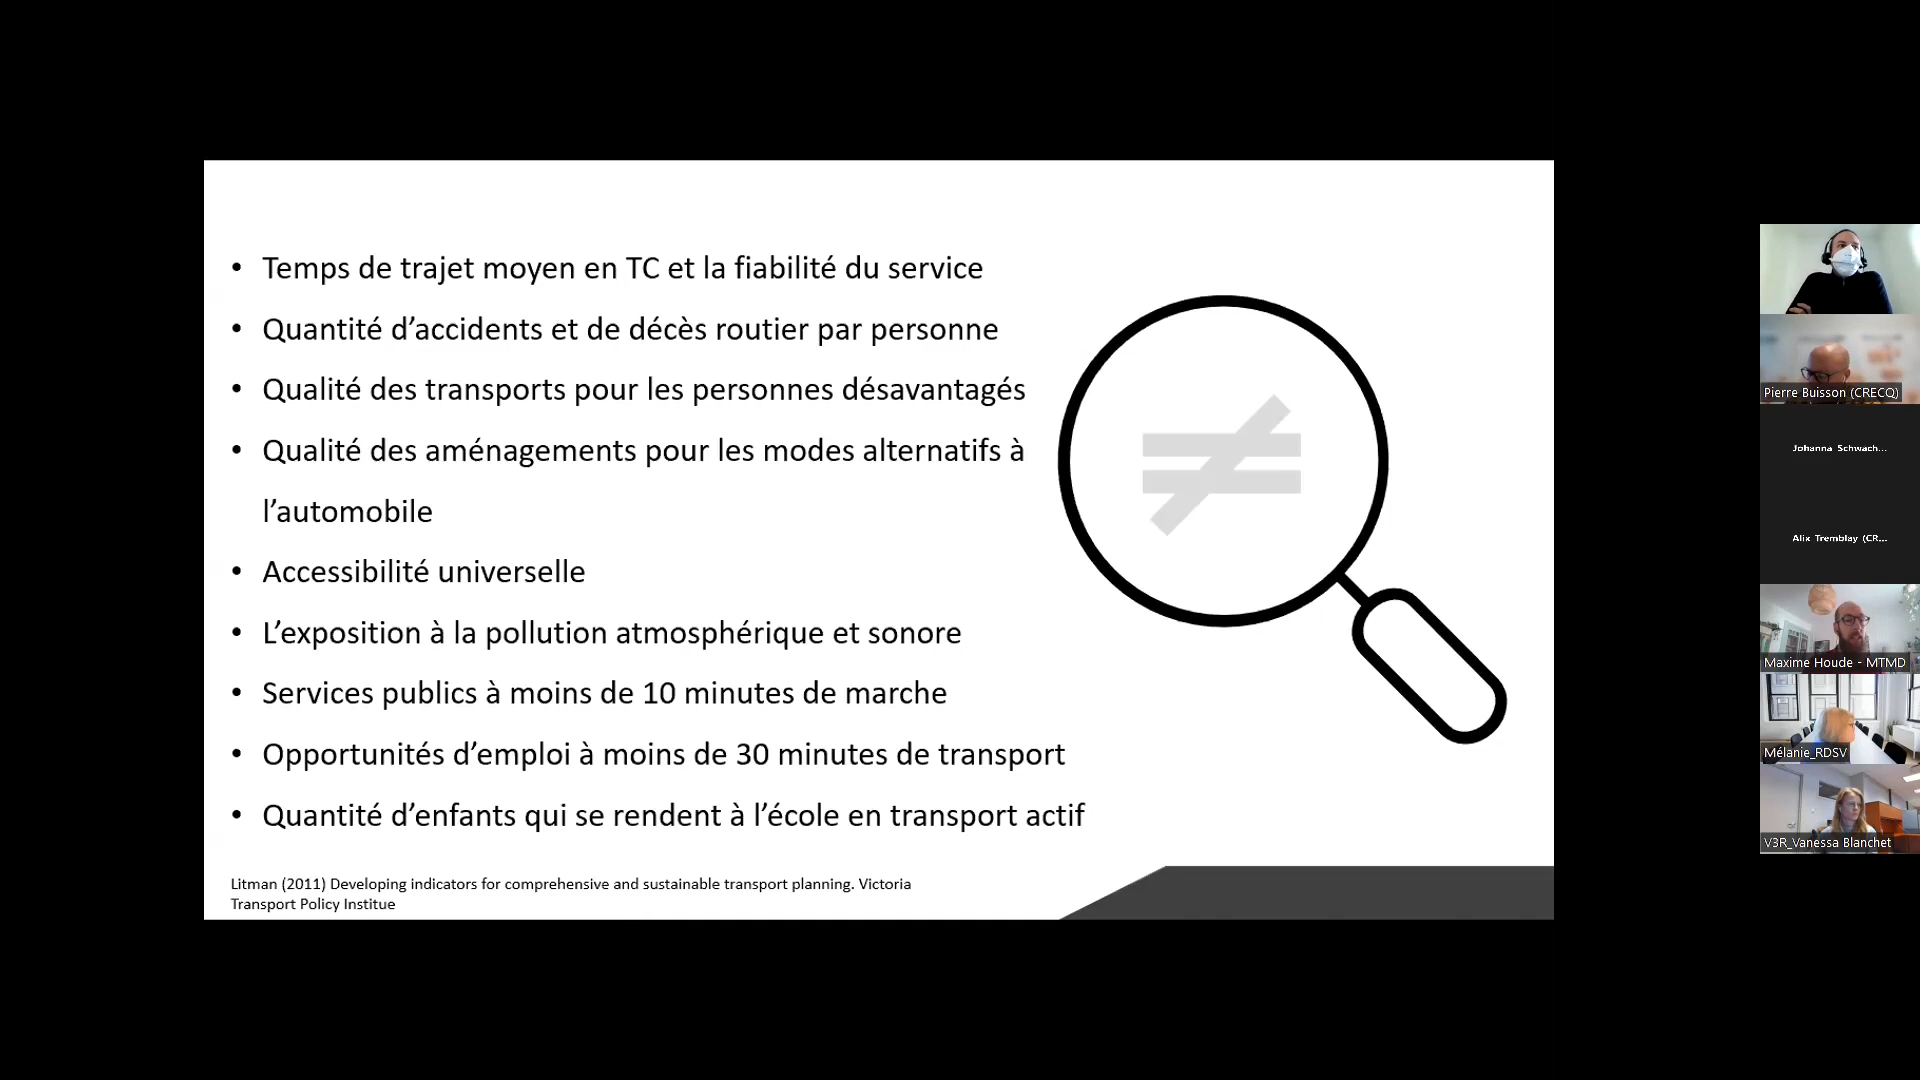 • Temps de trajet moyen en TC et la fiabilité du service
• Quantité d’accidents et de décès routier par personne
• Qualité des transports pour les personnes désavantagés
• Qualité des aménagements pour les modes alternatifs à
l’automobile
• Accessibilité universelle
• L’exposition à la pollution atmosphérique et sonore
• Services publics à moins de 10 minutes de marche
• Opportunités d’emploi à moins de 30 minutes de transport
• Quantité d’enfants qui se rendent à l’école en transport actif
Litman (2011) Developing indicators for comprehensive and sustainable transport planning. Victoria
Transport Policy Institue
≠
Pierre Buisson (CRECQ)
Johanna Schwach...
Alix Tremblay (CR...
Maxime Houde - MTMD
Mélanie_RDSV
V3R_Vanessa Blanchet